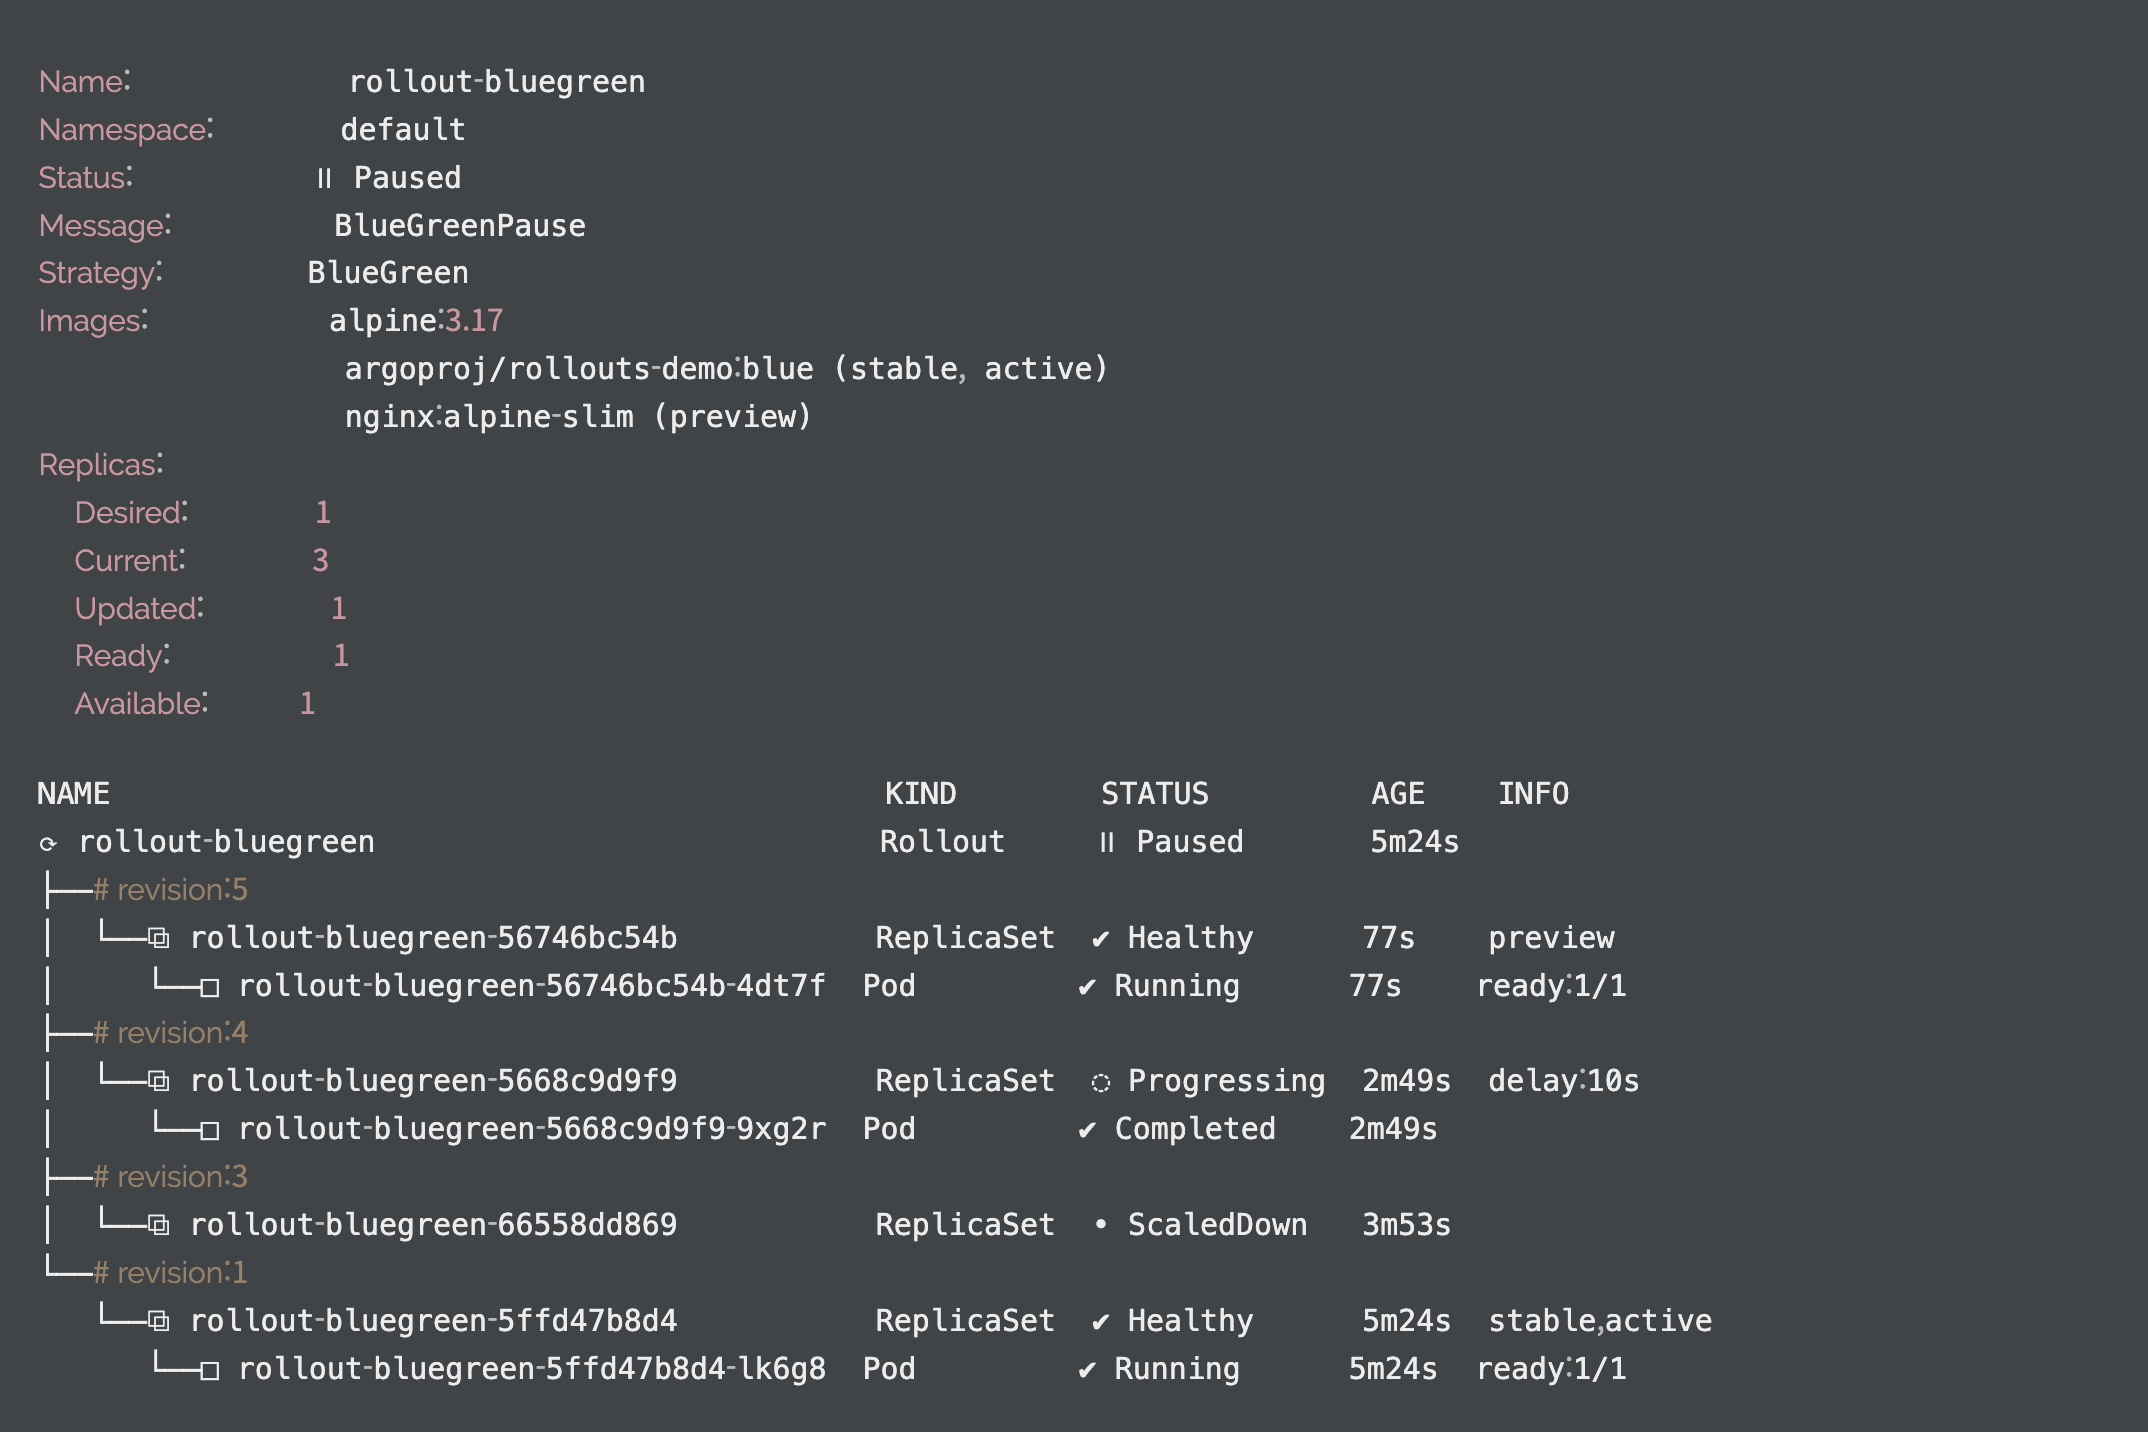 Name: rollout-bluegreen
Namespace: default
Status: ॥ Paused
Message: BlueGreenPause
Strategy: BlueGreen
Images: alpine:3.17
argoproj/rollouts-demo:blue (stable, active)
nginx:alpine-slim (preview)
Replicas:
Desired: 1
Current: 3
Updated: 1
Ready: 1
Available: 1
NAME KIND STATUS AGE INFO
⟳ rollout-bluegreen Rollout ॥ Paused 5m24s
├──# revision:5
│  └──⧉ rollout-bluegreen-56746bc54b ReplicaSet ✔ Healthy 77s preview
│     └──□ rollout-bluegreen-56746bc54b-4dt7f Pod ✔ Running 77s ready:1/1
├──# revision:4
│  └──⧉ rollout-bluegreen-5668c9d9f9 ReplicaSet ◌ Progressing 2m49s delay:10s
│     └──□ rollout-bluegreen-5668c9d9f9-9xg2r Pod ✔ Completed 2m49s
├──# revision:3
│  └──⧉ rollout-bluegreen-66558dd869 ReplicaSet • ScaledDown 3m53s
└──# revision:1
   └──⧉ rollout-bluegreen-5ffd47b8d4 ReplicaSet ✔ Healthy 5m24s stable,active
      └──□ rollout-bluegreen-5ffd47b8d4-lk6g8 Pod ✔ Running 5m24s ready:1/1